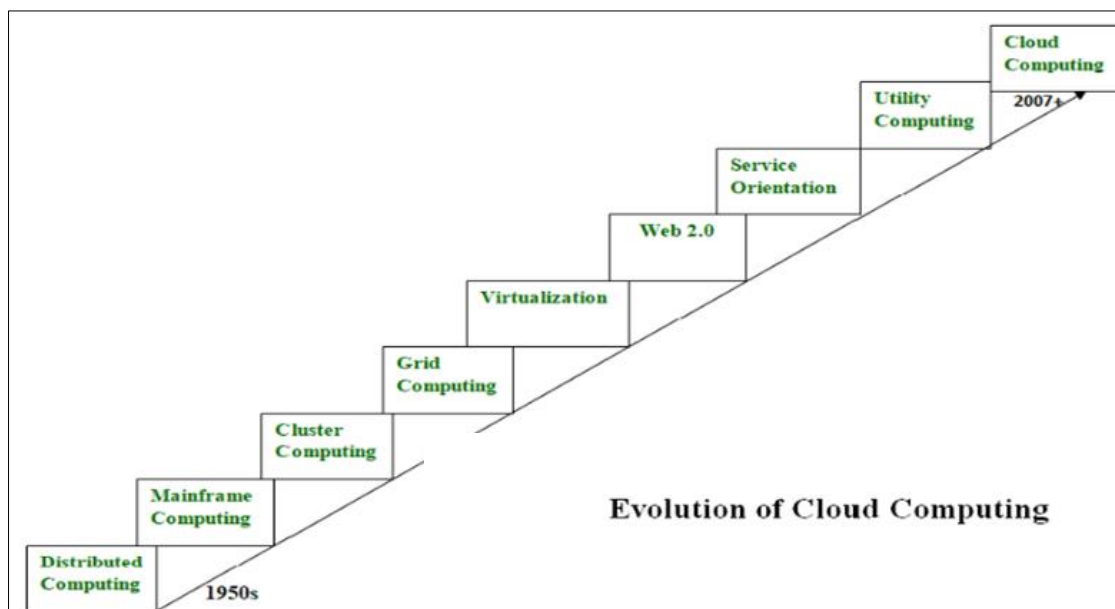 Cloud
Computing
2007+
Utility
Computing
Service
Orientation
Web 2.0
Virtualization
Grid
Computing
Cluster
Computing
Evolution of Cloud Computing
Mainframe
Computing
Distributed
Computing
1950s